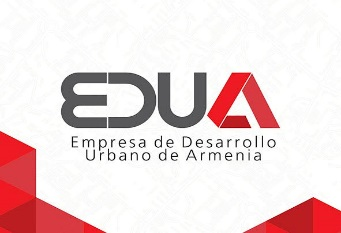 EDUA
Empresa de Desarrollo
Urbano de Armenia